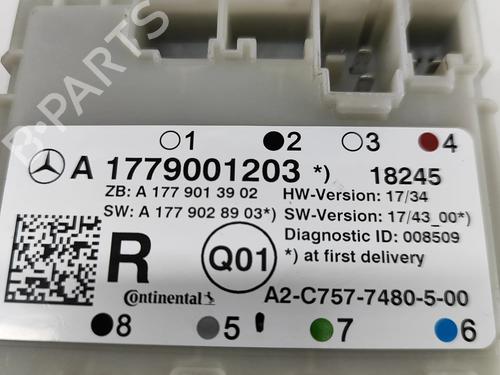 B-PARTS
1 2 3 4
A 1779001203 *) 18245
ZB: A 177 901 39 02 HW-Version: 17/34
SW: A 177 902 89 03*) SW-Version: 17/43_00*)
Diagnostic ID: 008509
R Q01 *) at first delivery
Continental A2-C757-7480-5-00
8 5 7 6